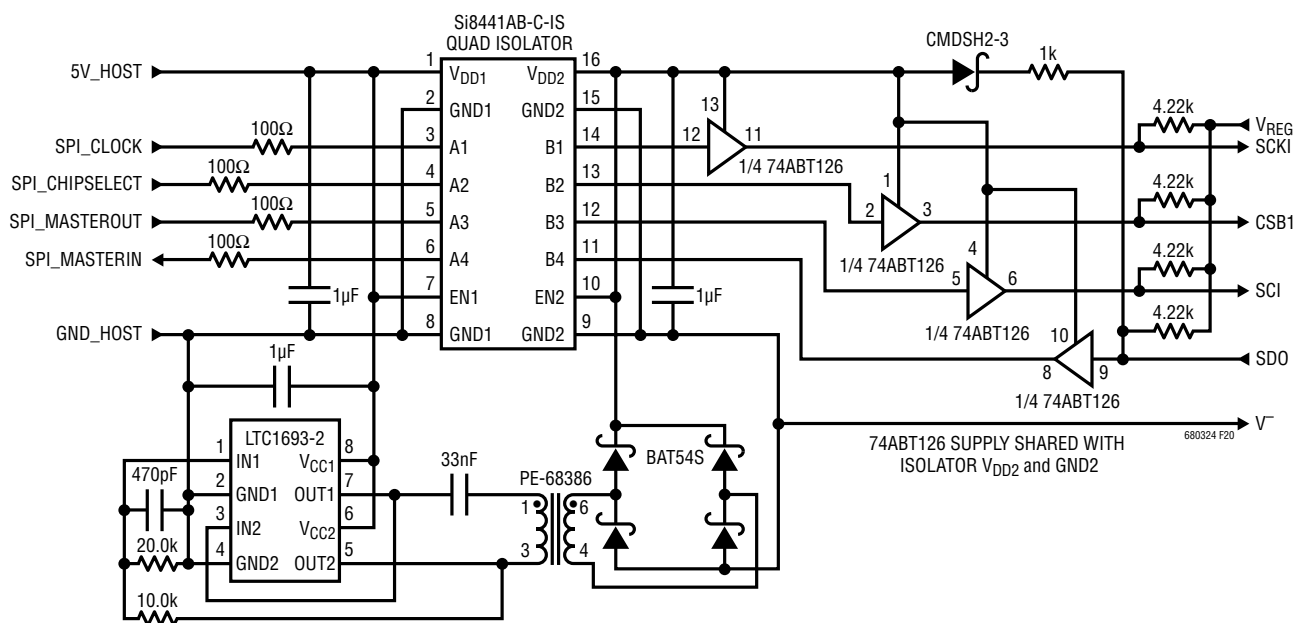 Si8441AB-C-IS
QUAD ISOLATOR
CMDSH2-3
1k
5V_HOST
1
VDD1
VDD2
16
2
GND1
GND2
15
13
4.22k
VREG
100Ω
SPI_CLOCK
3
A1
B1
14
12
11
SCKI
1/4 74ABT126
100Ω
SPI_CHIPSELECT
4
A2
B2
13
1
4.22k
100Ω
SPI_MASTEROUT
5
A3
B3
12
2
3
CSB1
100Ω
SPI_MASTERIN
6
A4
B4
11
1/4 74ABT126
4
4.22k
1µF
7
EN1
EN2
10
1µF
5
6
SCI
1/4 74ABT126
4.22k
GND_HOST
8
GND1
GND2
9
10
1µF
8
9
SDO
1/4 74ABT126
V–
680324 F20
74ABT126 SUPPLY SHARED WITH
ISOLATOR VDD2 and GND2
LTC1693-2
1
IN1
VCC1
8
470pF
2
GND1
OUT1
7
33nF
PE-68386
BAT54S
3
IN2
VCC2
6
1
6
20.0k
4
GND2
OUT2
5
3
4
10.0k